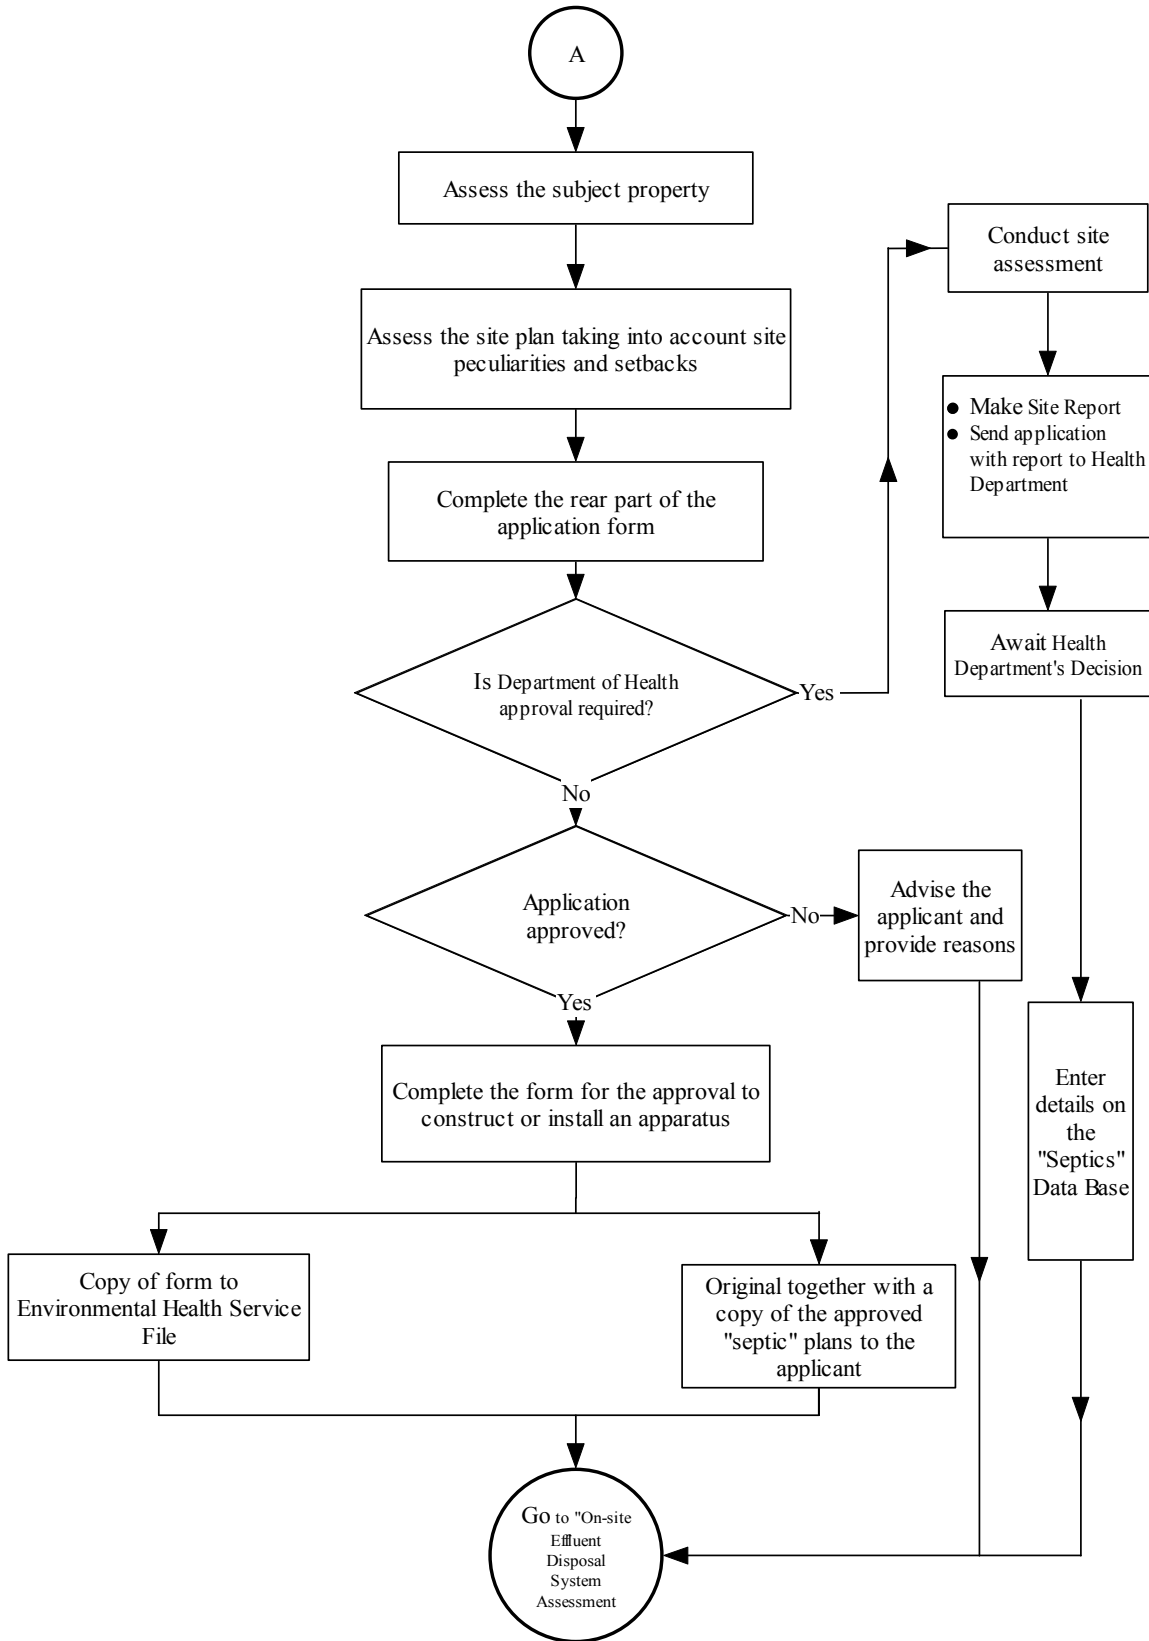 A
Assess the subject property
Conduct site
assessment
Assess the site plan taking into account site
peculiarities and setbacks
● Make Site Report
● Send application
with report to Health
Department
Complete the rear part of the
application form
Await Health
Department's Decision
Is Department of Health
approval required?
Yes
No
Application
approved?
No
Advise the
applicant and
provide reasons
Yes
Enter
details on
the
"Septics"
Data Base
Complete the form for the approval to
construct or install an apparatus
Copy of form to
Environmental Health Service
File
Original together with a
copy of the approved
"septic" plans to the
applicant
Go to "On-site
Effluent
Disposal
System
Assessment